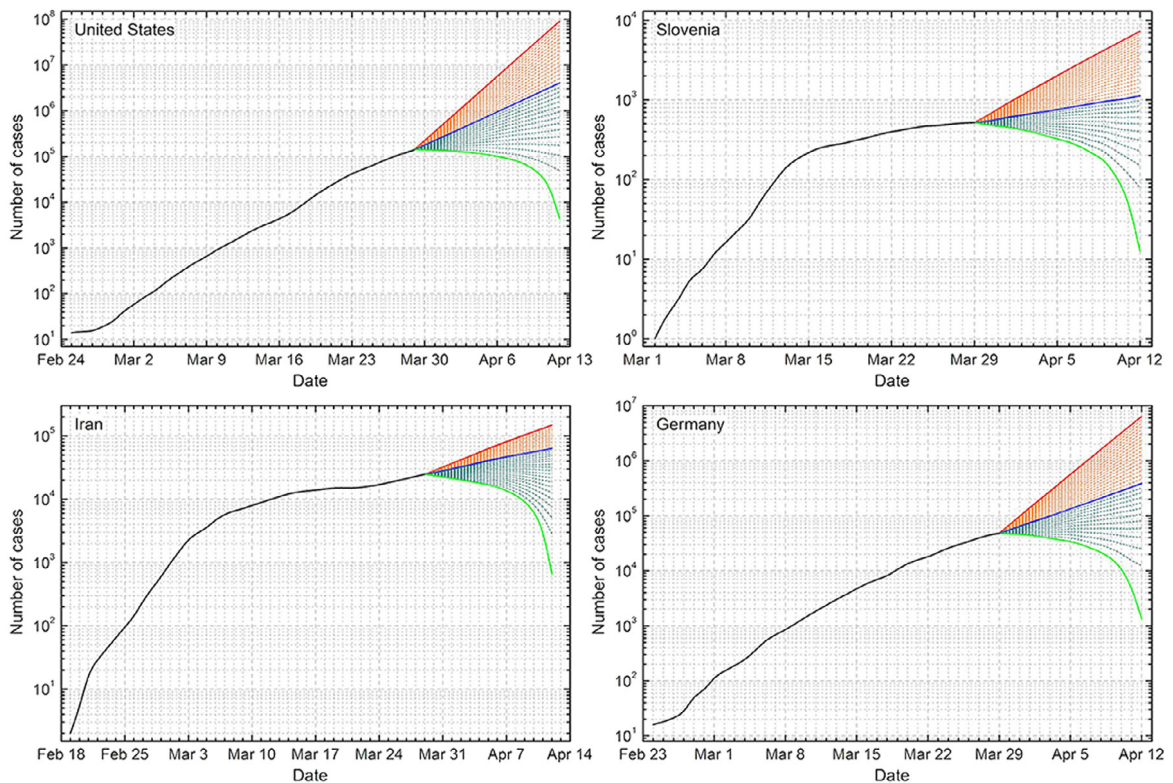 United States
Number of cases
10^8
10^7
10^6
10^5
10^4
10^3
10^2
10^1
Feb 24 Mar 2 Mar 9 Mar 16 Mar 23 Mar 30 Apr 6 Apr 13
Date
Slovenia
Number of cases
10^4
10^3
10^2
10^1
10^0
Mar 1 Mar 8 Mar 15 Mar 22 Mar 29 Apr 5 Apr 12
Date
Iran
Number of cases
10^5
10^4
10^3
10^2
10^1
Feb 18 Feb 25 Mar 3 Mar 10 Mar 17 Mar 24 Mar 31 Apr 7 Apr 14
Date
Germany
Number of cases
10^7
10^6
10^5
10^4
10^3
10^2
10^1
Feb 23 Mar 1 Mar 8 Mar 15 Mar 22 Mar 29 Apr 5 Apr 12
Date